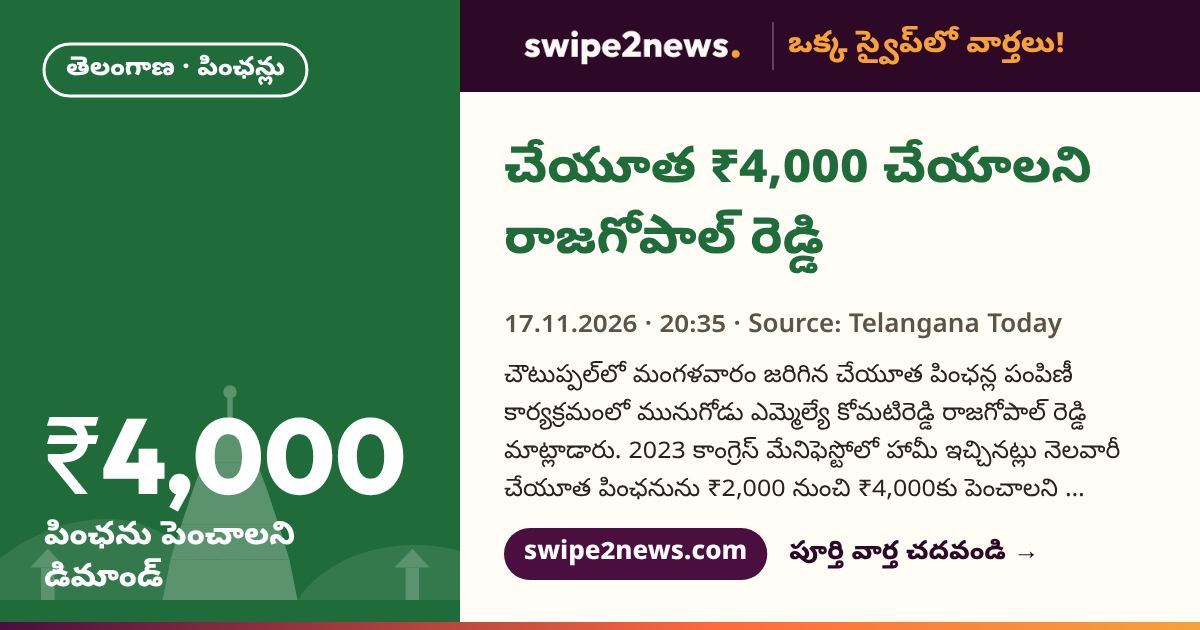 తెలంగాణ · పింఛన్లు
₹4,000
పింఛను పెంచాలని
డిమాండ్
swipe2news.
ఒక్క స్వైప్‌లో వార్తలు!
చేయూత ₹4,000 చేయాలని
రాజగోపాల్ రెడ్డి
17.11.2026 · 20:35 · Source: Telangana Today
చౌటుప్పల్‌లో మంగళవారం జరిగిన చేయూత పింఛన్ల పంపిణీ
కార్యక్రమంలో మునుగోడు ఎమ్మెల్యే కోమటిరెడ్డి రాజగోపాల్ రెడ్డి
మాట్లాడారు. 2023 కాంగ్రెస్ మేనిఫెస్టోలో హామీ ఇచ్చినట్లు నెలవారీ
చేయూత పింఛనును ₹2,000 నుంచి ₹4,000కు పెంచాలని ...
swipe2news.com
పూర్తి వార్త చదవండి →